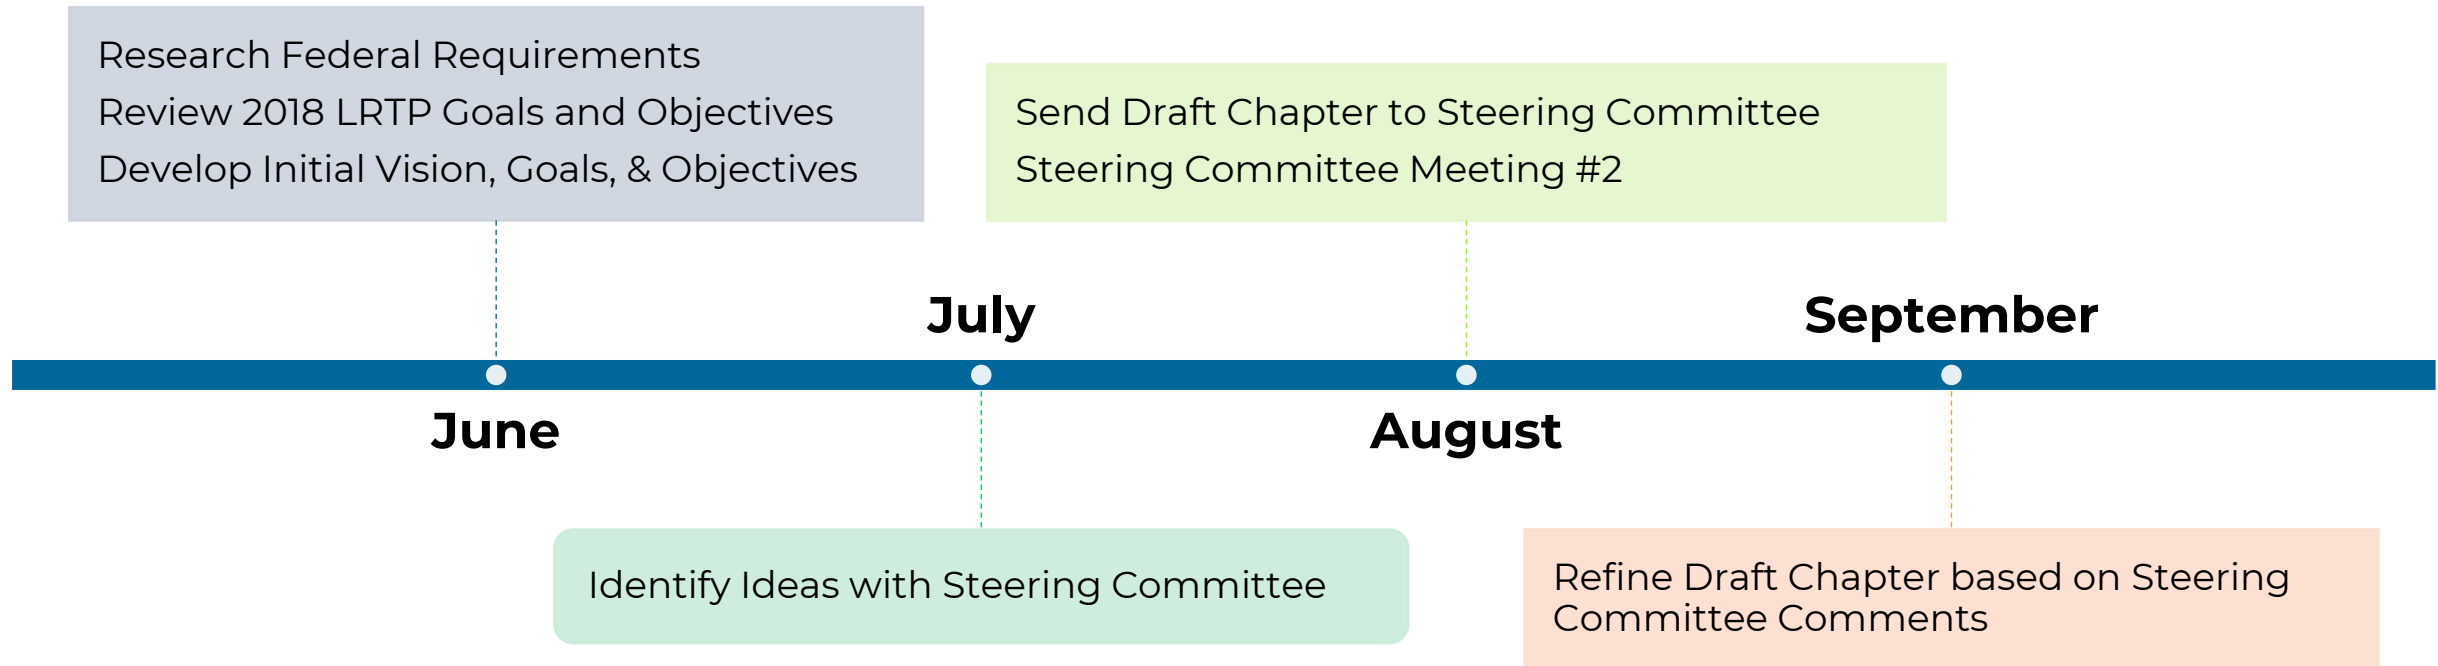 Research Federal Requirements
Review 2018 LRTP Goals and Objectives
Develop Initial Vision, Goals, & Objectives
Send Draft Chapter to Steering Committee
Steering Committee Meeting #2
July
September
June
August
Identify Ideas with Steering Committee
Refine Draft Chapter based on Steering
Committee Comments